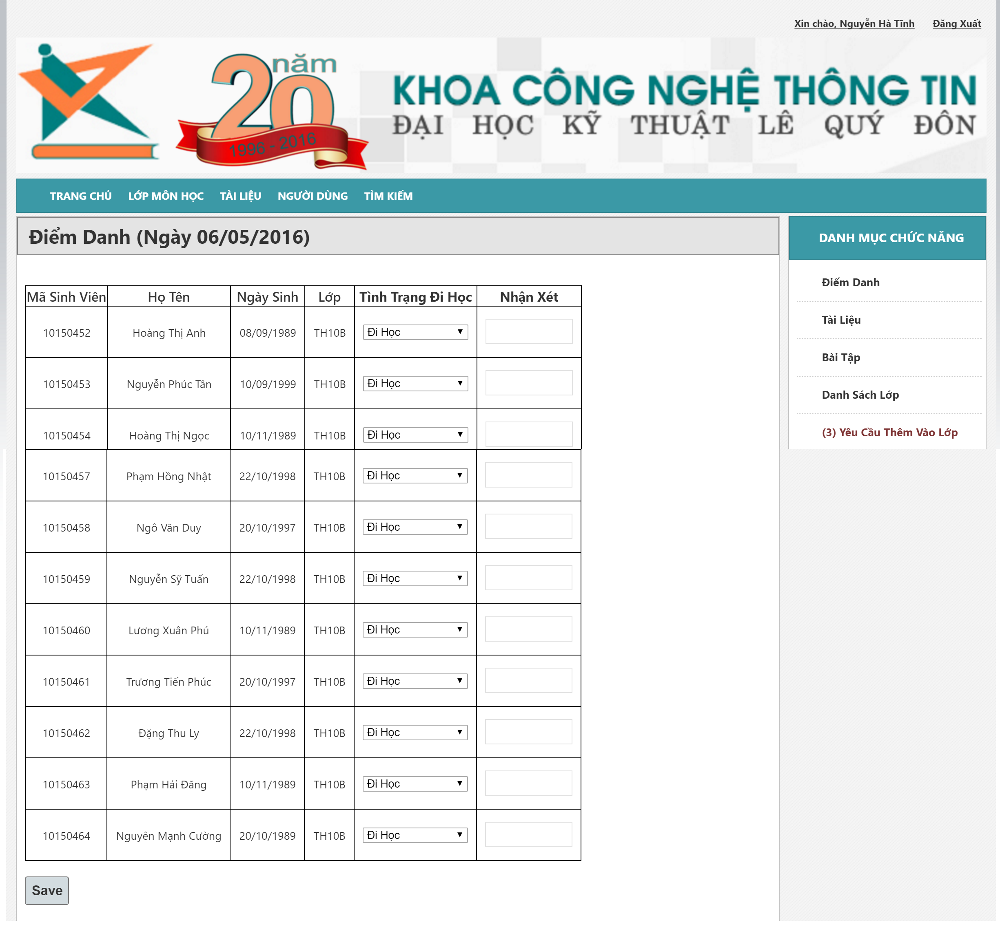 Xin chào, Nguyễn Hà Tĩnh Đăng Xuất
năm
20
1996 - 2016
KHOA CÔNG NGHỆ THÔNG TIN
ĐẠI HỌC KỸ THUẬT LÊ QUÝ ĐÔN
TRANG CHỦ LỚP MÔN HỌC TÀI LIỆU NGƯỜI DÙNG TÌM KIẾM
Điểm Danh (Ngày 06/05/2016)
Mã Sinh Viên Họ Tên Ngày Sinh Lớp Tình Trạng Đi Học Nhận Xét
10150452 Hoàng Thị Anh 08/09/1989 TH10B Đi Học
10150453 Nguyễn Phúc Tân 10/09/1999 TH10B Đi Học
10150454 Hoàng Thị Ngọc 10/11/1989 TH10B Đi Học
10150457 Phạm Hồng Nhật 22/10/1998 TH10B Đi Học
10150458 Ngô Văn Duy 20/10/1997 TH10B Đi Học
10150459 Nguyễn Sỹ Tuấn 22/10/1998 TH10B Đi Học
10150460 Lương Xuân Phú 10/11/1989 TH10B Đi Học
10150461 Trương Tiến Phúc 20/10/1997 TH10B Đi Học
10150462 Đặng Thu Ly 22/10/1998 TH10B Đi Học
10150463 Phạm Hải Đăng 10/11/1989 TH10B Đi Học
10150464 Nguyên Mạnh Cường 20/10/1989 TH10B Đi Học
Save
DANH MỤC CHỨC NĂNG
Điểm Danh
Tài Liệu
Bài Tập
Danh Sách Lớp
(3) Yêu Cầu Thêm Vào Lớp